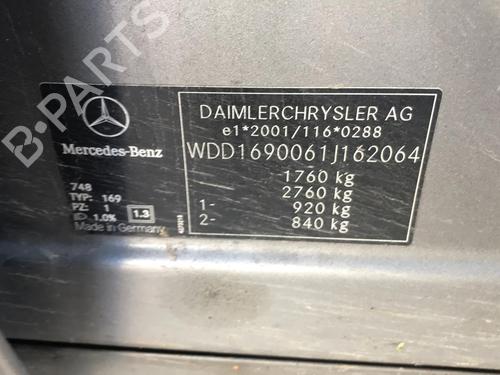 B-PARTS
Mercedes-Benz
748
TYP: 169
PZ: 1
ID 1.0% 1.3
Made in Germany
DAIMLERCHRYSLER AG
e1*2001/116*0288
WDD1690061J162064
1760 kg
2760 kg
1- 920 kg
2- 840 kg